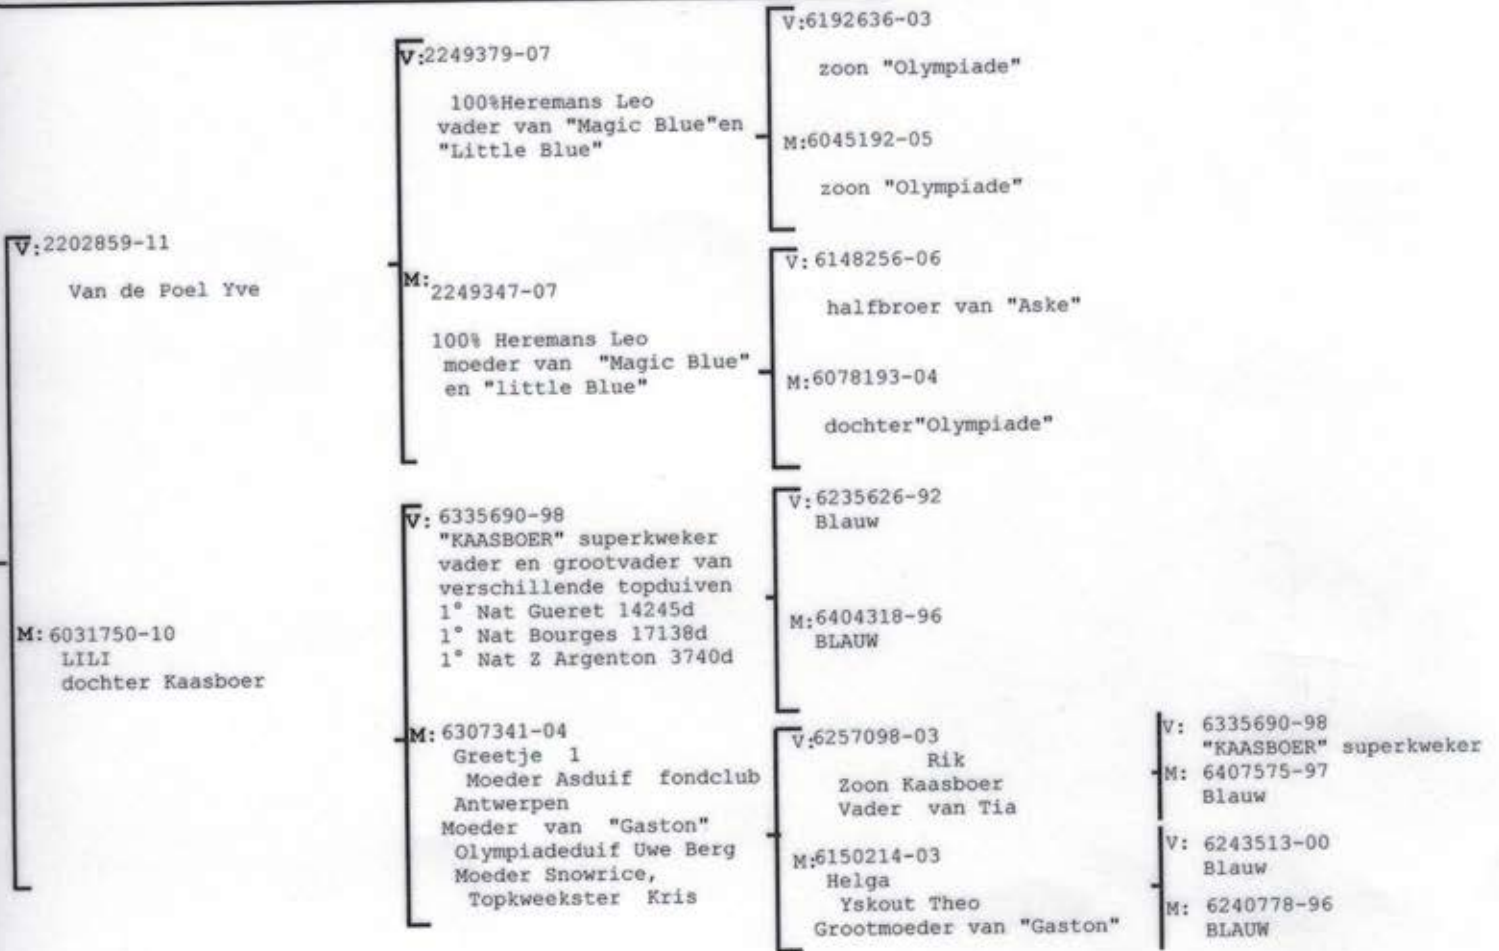 V:2202859-11
Van de Poel Yve
M: 6031750-10
LILI
dochter Kaasboer
V:2249379-07
100%Heremans Leo
vader van "Magic Blue"en
"Little Blue"
M:2249347-07
100% Heremans Leo
moeder van "Magic Blue"
en "little Blue"
V: 6335690-98
"KAASBOER" superkweker
vader en grootvader van
verschillende topduiven
1° Nat Gueret 14245d
1° Nat Bourges 17138d
1° Nat Z Argenton 3740d
M: 6307341-04
Greetje 1
Moeder Asduif fondclub
Antwerpen
Moeder van "Gaston"
Olympiadeduif Uwe Berg
Moeder Snowrice,
Topkweekster Kris
V:6192636-03
zoon "Olympiade"
M:6045192-05
zoon "Olympiade"
V: 6148256-06
halfbroer van "Aske"
M:6078193-04
dochter"Olympiade"
V:6235626-92
Blauw
M:6404318-96
BLAUW
V:6257098-03
Rik
Zoon Kaasboer
Vader van Tia
M:6150214-03
Helga
Yskout Theo
Grootmoeder van "Gaston"
V: 6335690-98
"KAASBOER" superkweker
M: 6407575-97
Blauw
V: 6243513-00
Blauw
M: 6240778-96
BLAUW